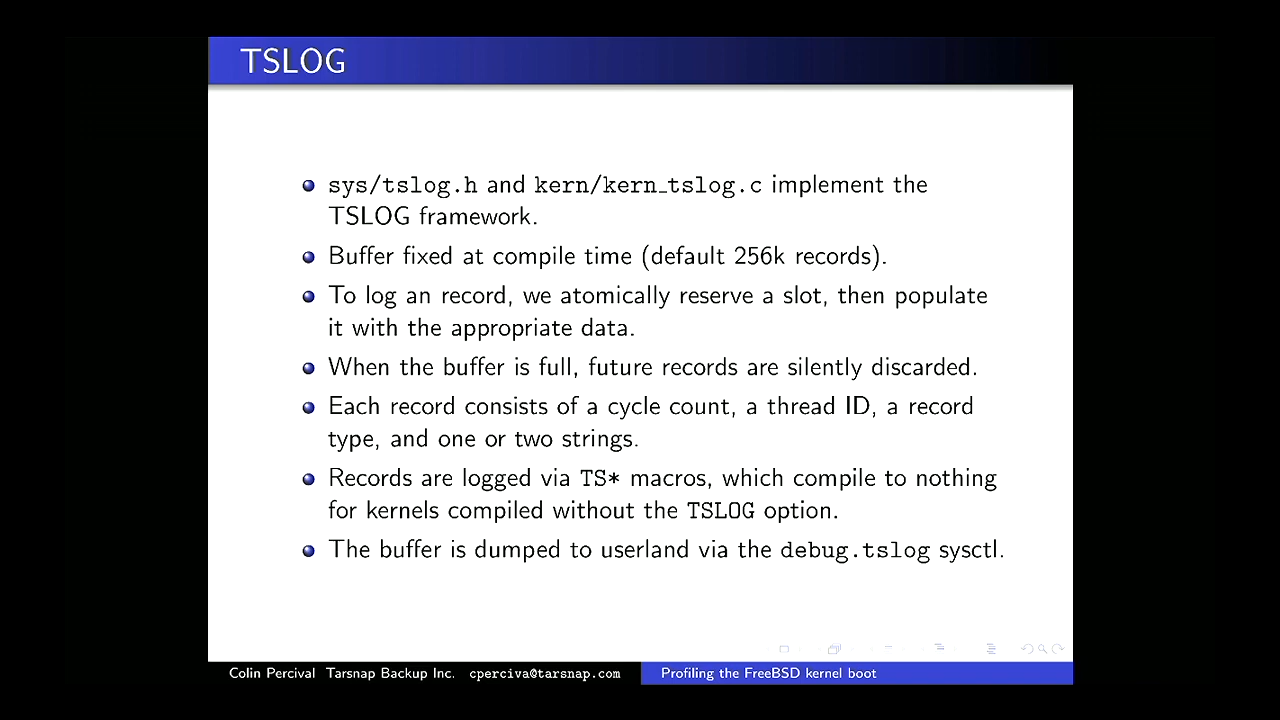 TSLOG
sys/tslog.h and kern/kern_tslog.c implement the
TSLOG framework.
Buffer fixed at compile time (default 256k records).
To log an record, we atomically reserve a slot, then populate
it with the appropriate data.
When the buffer is full, future records are silently discarded.
Each record consists of a cycle count, a thread ID, a record
type, and one or two strings.
Records are logged via TS* macros, which compile to nothing
for kernels compiled without the TSLOG option.
The buffer is dumped to userland via the debug.tslog sysctl.
Colin Percival Tarsnap Backup Inc. cperciva@tarsnap.com Profiling the FreeBSD kernel boot